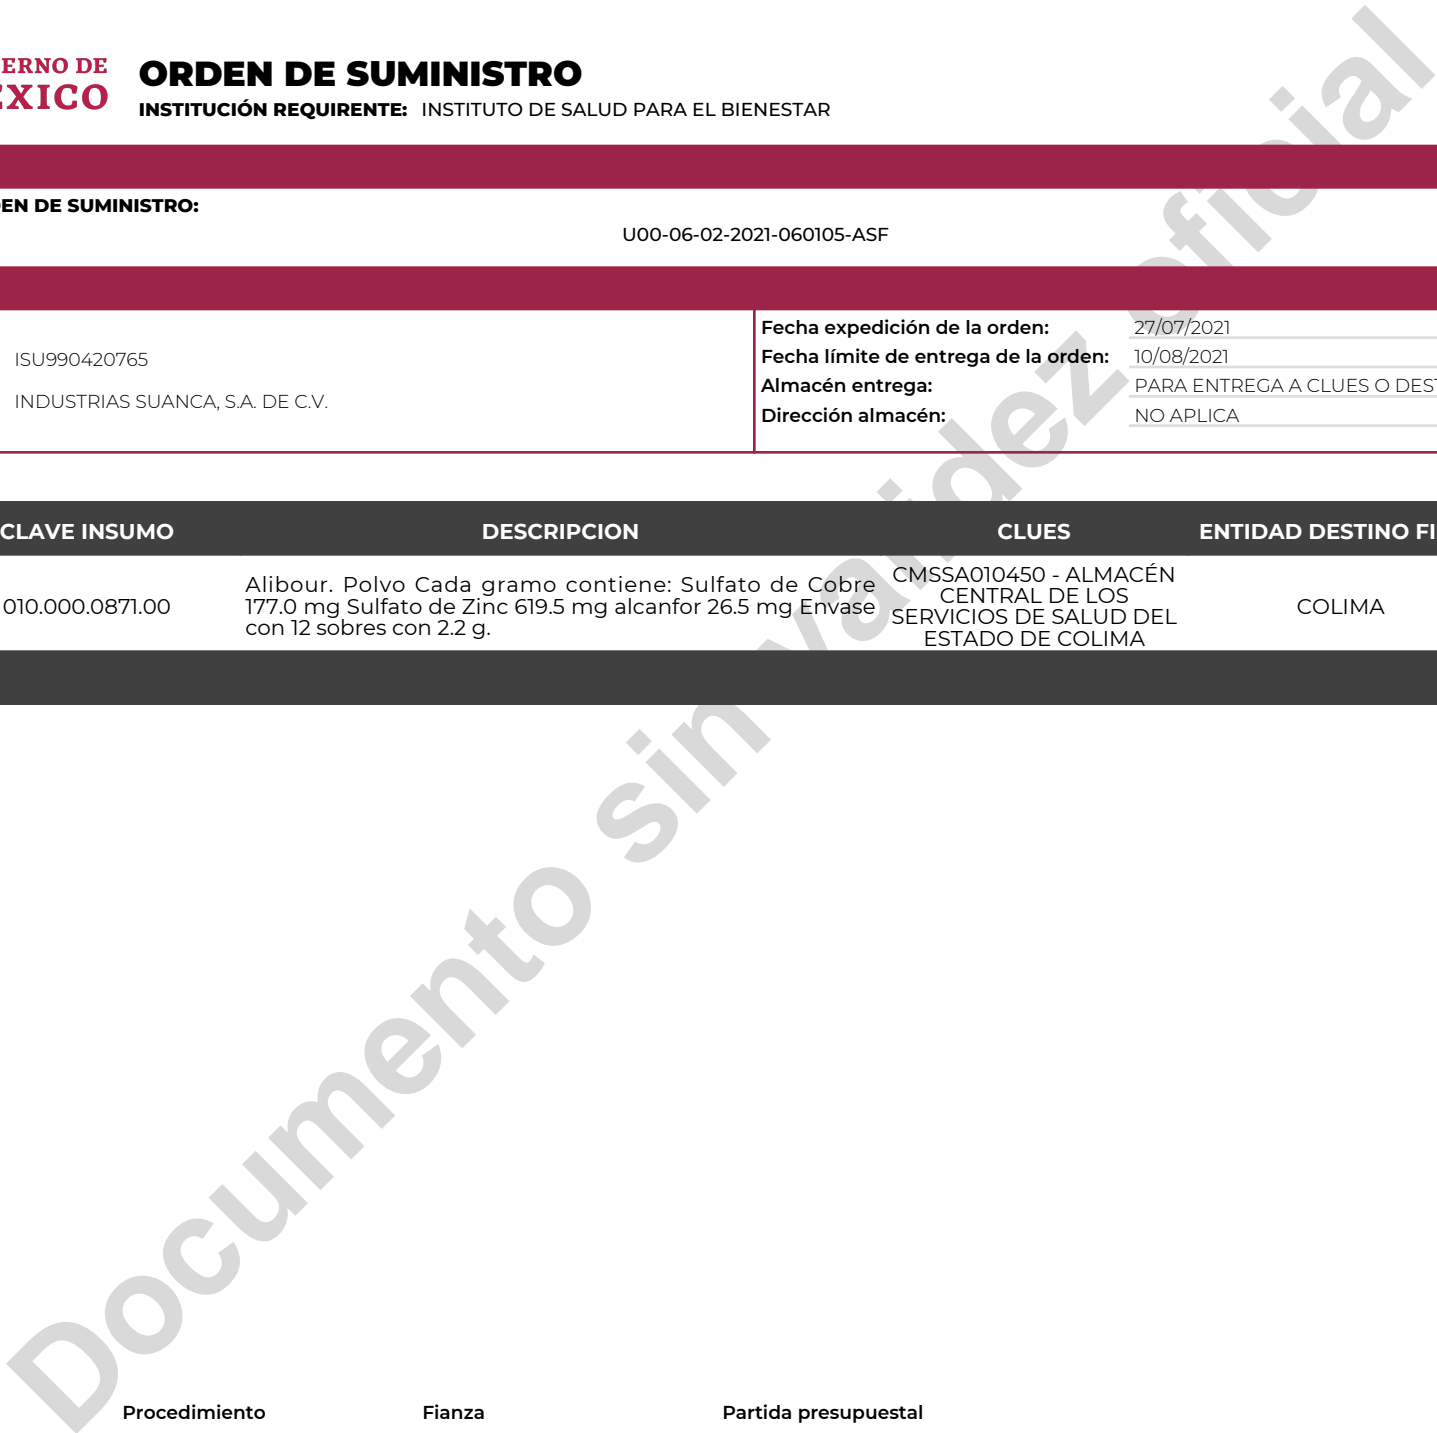 ERNO DE
EXICO
ORDEN DE SUMINISTRO
INSTITUCIÓN REQUIRENTE: INSTITUTO DE SALUD PARA EL BIENESTAR
EN DE SUMINISTRO:
U00-06-02-2021-060105-ASF
ISU990420765
INDUSTRIAS SUANCA, S.A. DE C.V.
Fecha expedición de la orden: 27/07/2021
Fecha límite de entrega de la orden: 10/08/2021
Almacén entrega: PARA ENTREGA A CLUES O DEST
Dirección almacén: NO APLICA
CLAVE INSUMO DESCRIPCION CLUES ENTIDAD DESTINO FI
010.000.0871.00
Alibour. Polvo Cada gramo contiene: Sulfato de Cobre
177.0 mg Sulfato de Zinc 619.5 mg alcanfor 26.5 mg Envase
con 12 sobres con 2.2 g.
CMSSA010450 - ALMACÉN
CENTRAL DE LOS
SERVICIOS DE SALUD DEL
ESTADO DE COLIMA
COLIMA
Documento sin validez oficial
Procedimiento Fianza Partida presupuestal